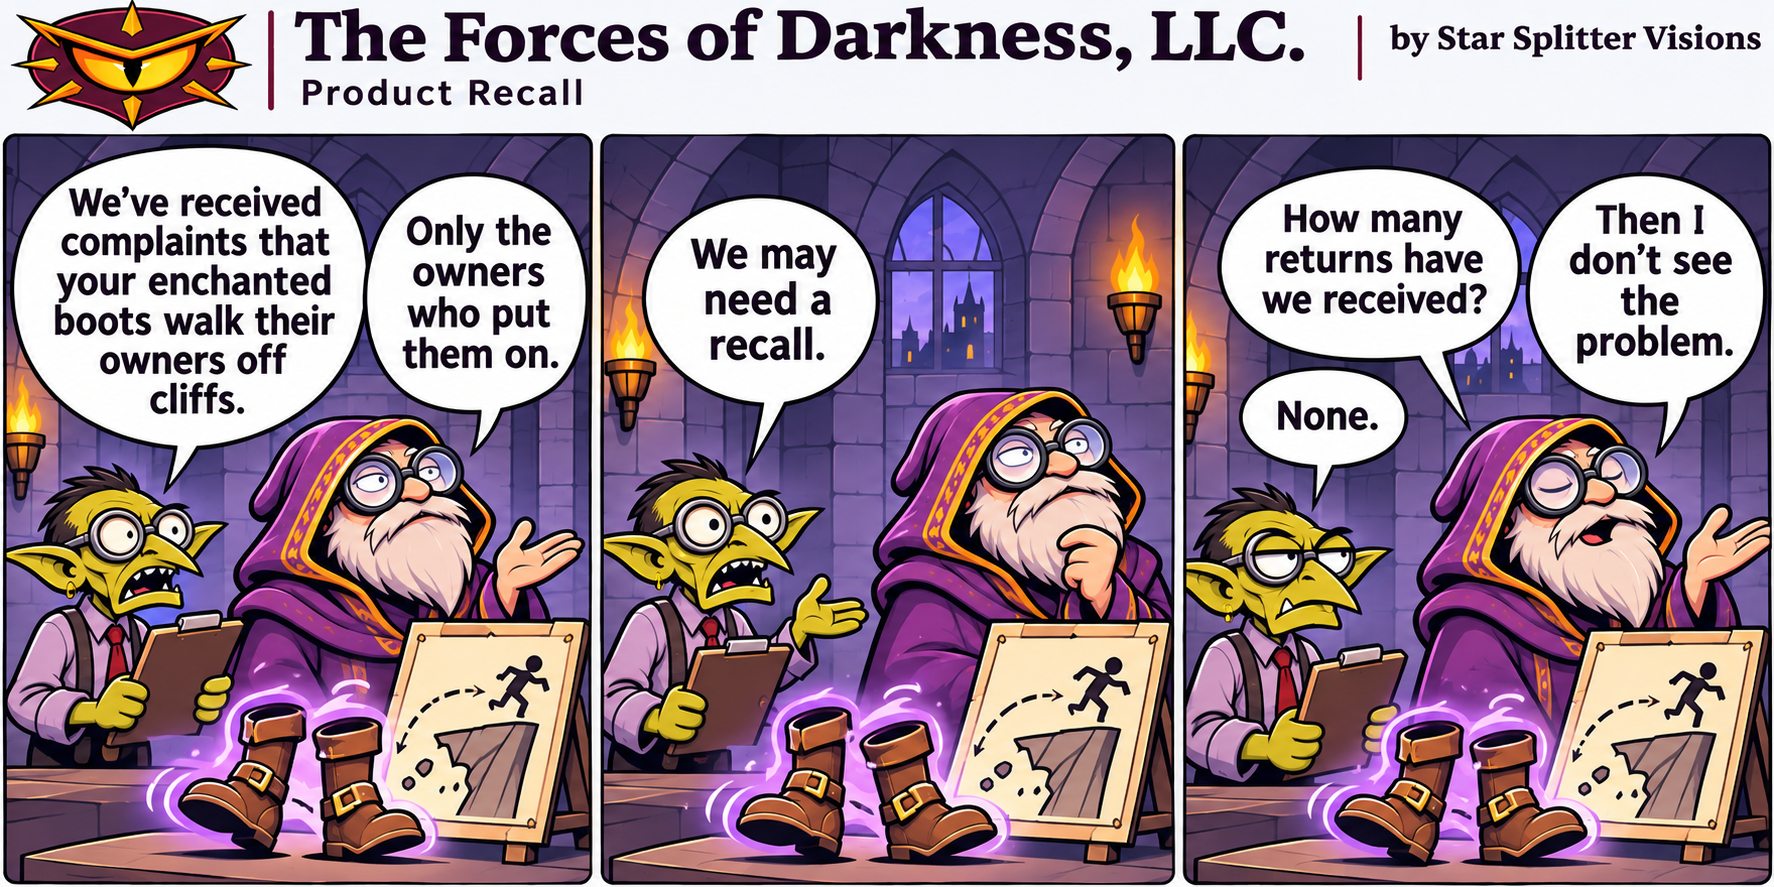 The Forces of Darkness, LLC.
by Star Splitter Visions
Product Recall
We’ve received
complaints that
your enchanted
boots walk their
owners off
cliffs.
Only the
owners
who put
them on.
We may
need a
recall.
How many
returns have
we received?
None.
Then I
don’t see
the
problem.